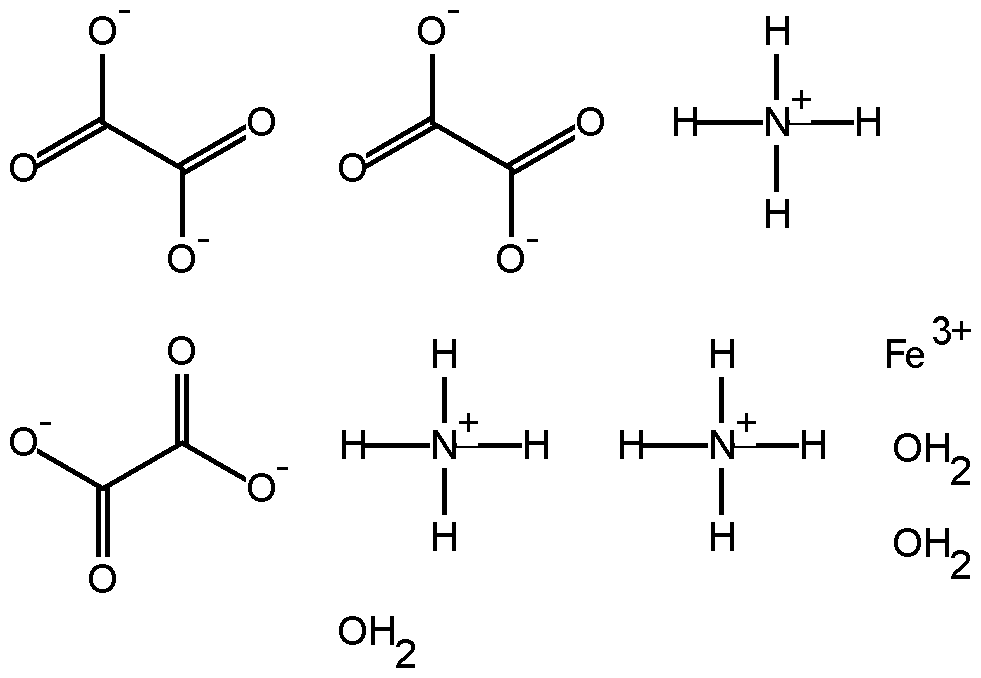 O⁻ O⁻ H
O O H N⁺ H
O O H
O⁻ O⁻
O H H Fe³⁺
O⁻ H N⁺ H H N⁺ H OH₂
O⁻
O H H OH₂
OH₂